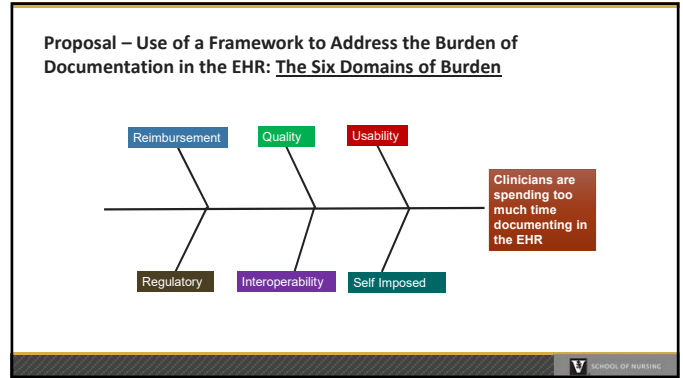 Proposal – Use of a Framework to Address the Burden of
Documentation in the EHR: The Six Domains of Burden
Reimbursement
Quality
Usability
Clinicians are
spending too
much time
documenting in
the EHR
Regulatory
Interoperability
Self Imposed
V
SCHOOL OF NURSING